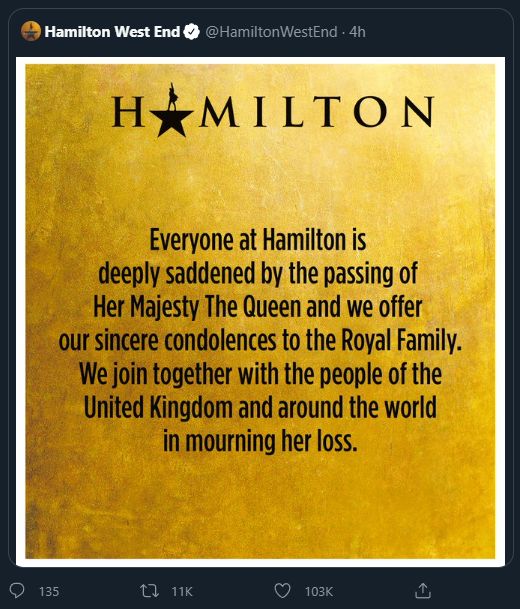 Hamilton West End @HamiltonWestEnd · 4h
HAMILTON
Everyone at Hamilton is
deeply saddened by the passing of
Her Majesty The Queen and we offer
our sincere condolences to the Royal Family.
We join together with the people of the
United Kingdom and around the world
in mourning her loss.
135 11K 103K